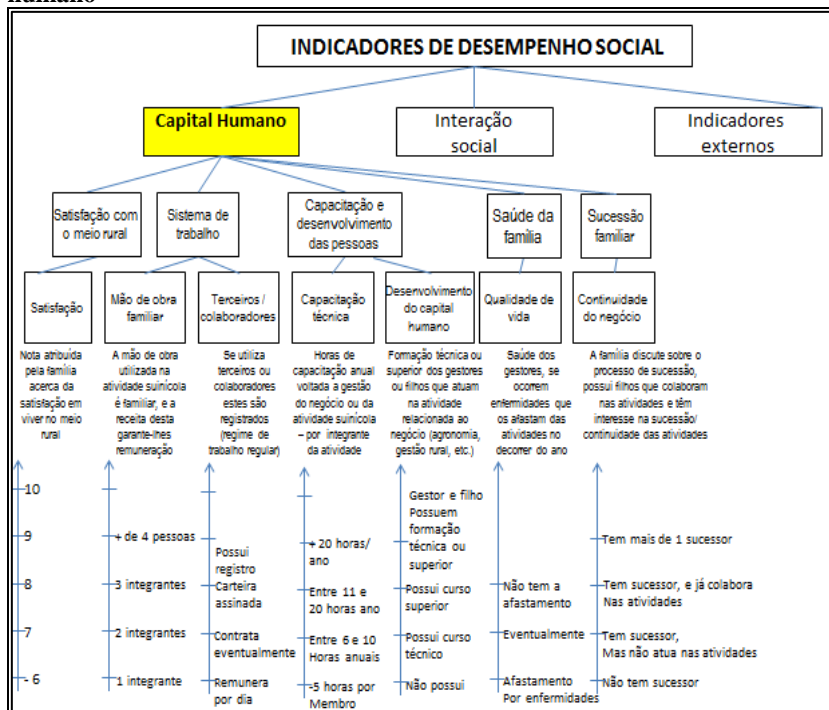 humano
INDICADORES DE DESEMPENHO SOCIAL
Capital Humano
Interação
social
Indicadores
externos
Satisfação com
o meio rural
Sistema de
trabalho
Capacitação e
desenvolvimento
das pessoas
Saúde da
família
Sucessão
familiar
Satisfação
Mão de obra
familiar
Terceiros /
colaboradores
Capacitação
técnica
Desenvolvimento
do capital
humano
Qualidade de
vida
Continuidade
do negócio
Nota atribuída
pela família
acerca da
satisfação em
viver no meio
rural
A mão de obra
utilizada na
atividade suinícola
é familiar, e a
receita desta
garante-lhes
remuneração
Se utiliza
terceiros ou
colaboradores
estes são
registrados
(regime de
trabalho regular)
Horas de
capacitação anual
voltada a gestão
do negócio ou da
atividade suinícola
– por integrante
da atividade
Formação técnica ou
superior dos gestores
ou filhos que atuam
na atividade
relacionada ao
negócio (agronomia,
gestão rural, etc.)
Saúde dos
gestores, se
ocorrem
enfermidades que
os afastam das
atividades no
decorrer do ano
A família discute sobre o
processo de sucessão,
possui filhos que colaboram
nas atividades e têm
interesse na sucessão/
continuidade das atividades
10
9
8
7
- 6
+ de 4 pessoas
3 integrantes
2 integrantes
1 integrante
Possui
registro
Carteira
assinada
Contrata
eventualmente
Remunera
por dia
+ 20 horas/
ano
Entre 11 e
20 horas ano
Entre 6 e 10
Horas anuais
-5 horas por
Membro
Gestor e filho
Possuem
formação
técnica ou
superior
Possui curso
superior
Possui curso
técnico
Não possui
Não tem a
afastamento
Eventualmente
Afastamento
Por enfermidades
Tem mais de 1 sucessor
Tem sucessor, e já colabora
Nas atividades
Tem sucessor,
Mas não atua nas atividades
Não tem sucessor